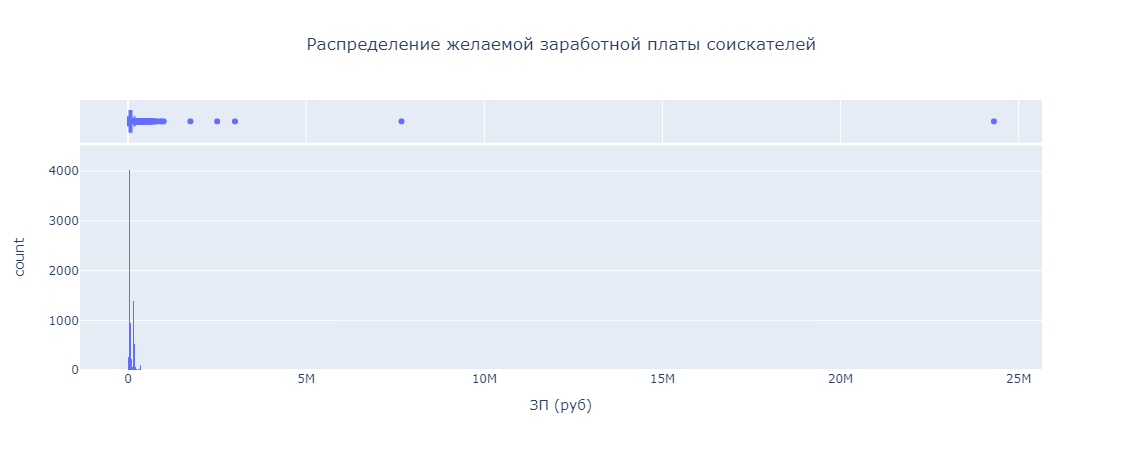 Распределение желаемой заработной платы соискателей
4000
3000
2000
1000
0
count
0 5M 10M 15M 20M 25M
ЗП (руб)